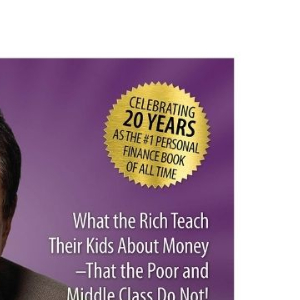 CELEBRATING
20 YEARS
AS THE #1 PERSONAL
FINANCE BOOK
OF ALL TIME
What the Rich Teach
Their Kids About Money
–That the Poor and
Middle Class Do Not!